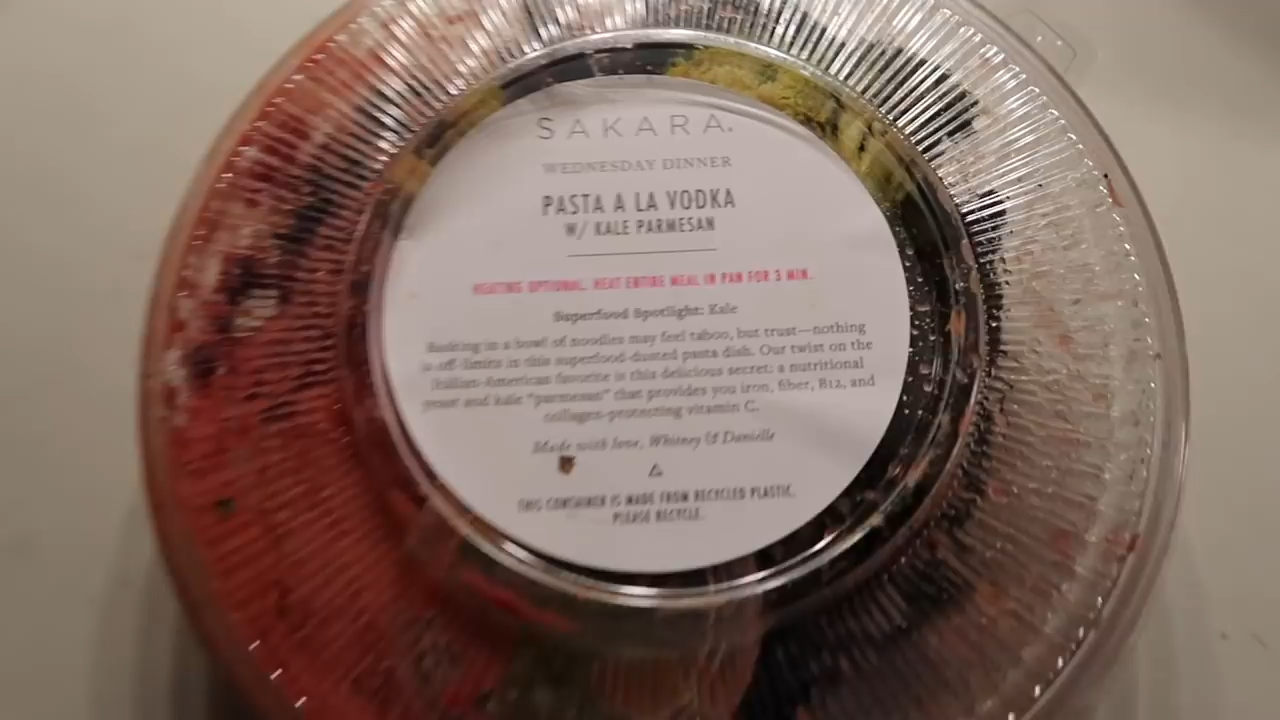 SAKARA.
WEDNESDAY DINNER
PASTA A LA VODKA
W/ KALE PARMESAN
HEATING OPTIONAL. HEAT ENTIRE MEAL IN PAN FOR 3 MIN.
Superfood Spotlight: Kale
in a bowl of noodles may feel taboo, but trust—nothing
is off-limits in this superfood-dusted pasta dish. Our twist on the
Italian-American favorite is this delicious secret: a nutritional
yeast and kale "parmesan" that provides you iron, fiber, B12, and
collagen-protecting vitamin C.
Made with love, Whitney & Danielle
THIS CONTAINER IS MADE FROM RECYCLED PLASTIC.
PLEASE RECYCLE.